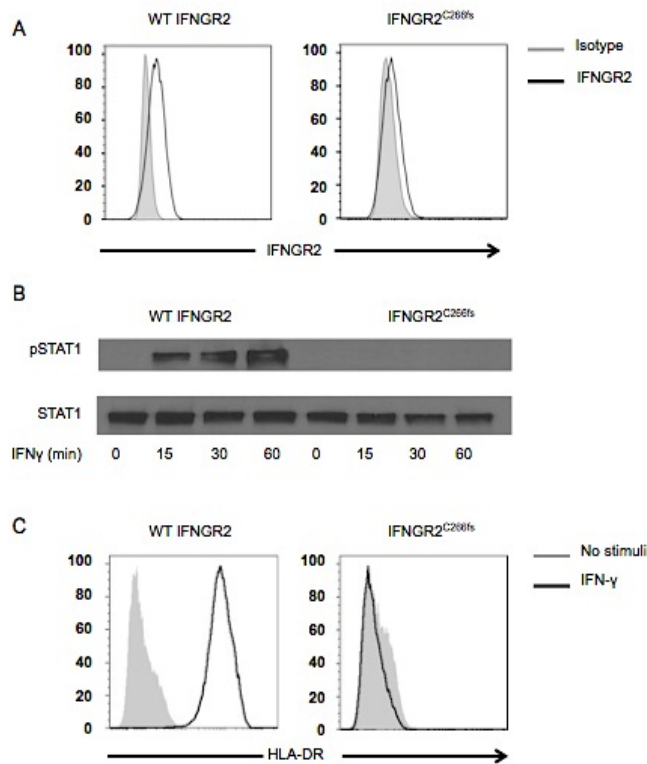 A
WT IFNGR2
IFNGR2C266fs
Isotype
IFNGR2
100
80
60
40
20
0
100
80
60
40
20
0
IFNGR2
B
WT IFNGR2
IFNGR2C266fs
pSTAT1
STAT1
IFNγ (min) 0 15 30 60 0 15 30 60
C
WT IFNGR2
IFNGR2C266fs
No stimuli
IFN-γ
100
80
60
40
20
0
100
80
60
40
20
0
HLA-DR